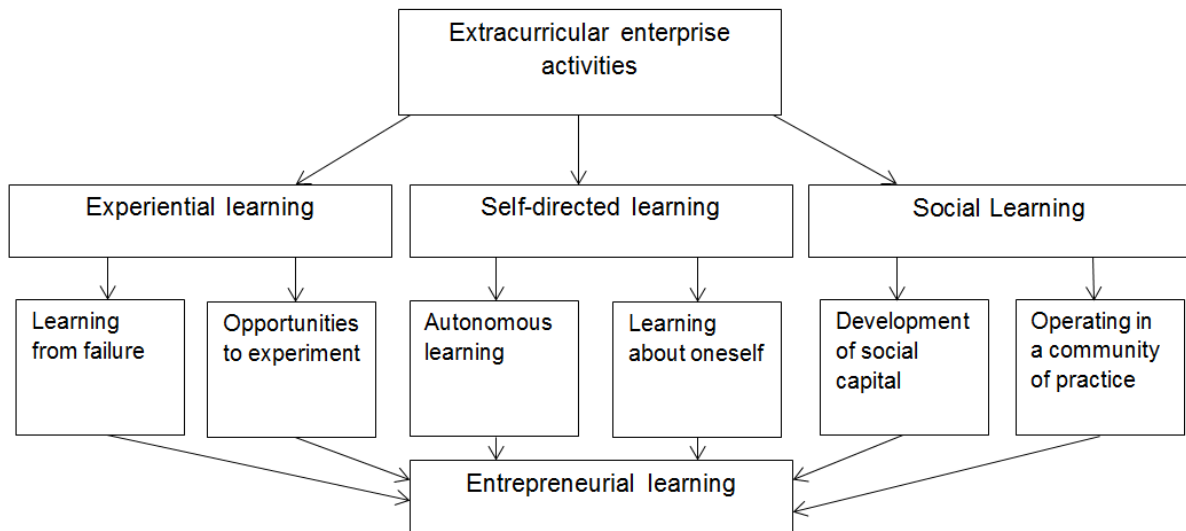 Extracurricular enterprise
activities
Experiential learning
Self-directed learning
Social Learning
Learning
from failure
Opportunities
to experiment
Autonomous
learning
Learning
about oneself
Development
of social
capital
Operating in
a community
of practice
Entrepreneurial learning